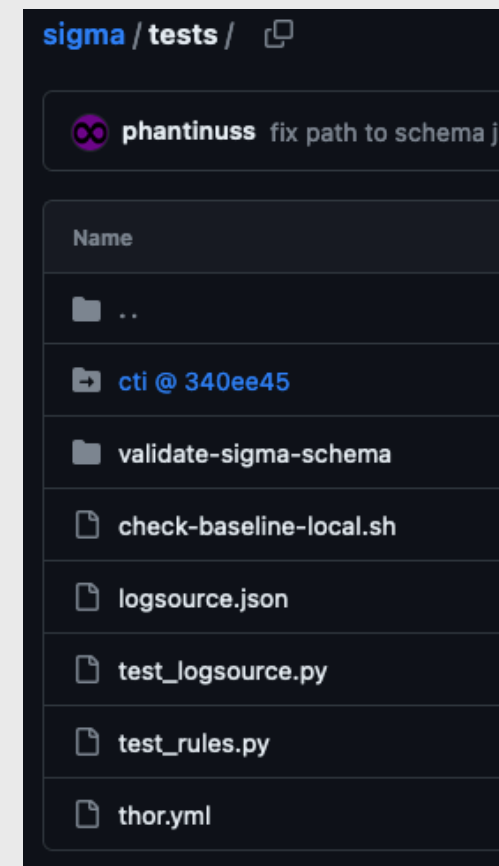 sigma / tests /
phantinuss fix path to schema j
Name
..
cti @ 340ee45
validate-sigma-schema
check-baseline-local.sh
logsource.json
test_logsource.py
test_rules.py
thor.yml